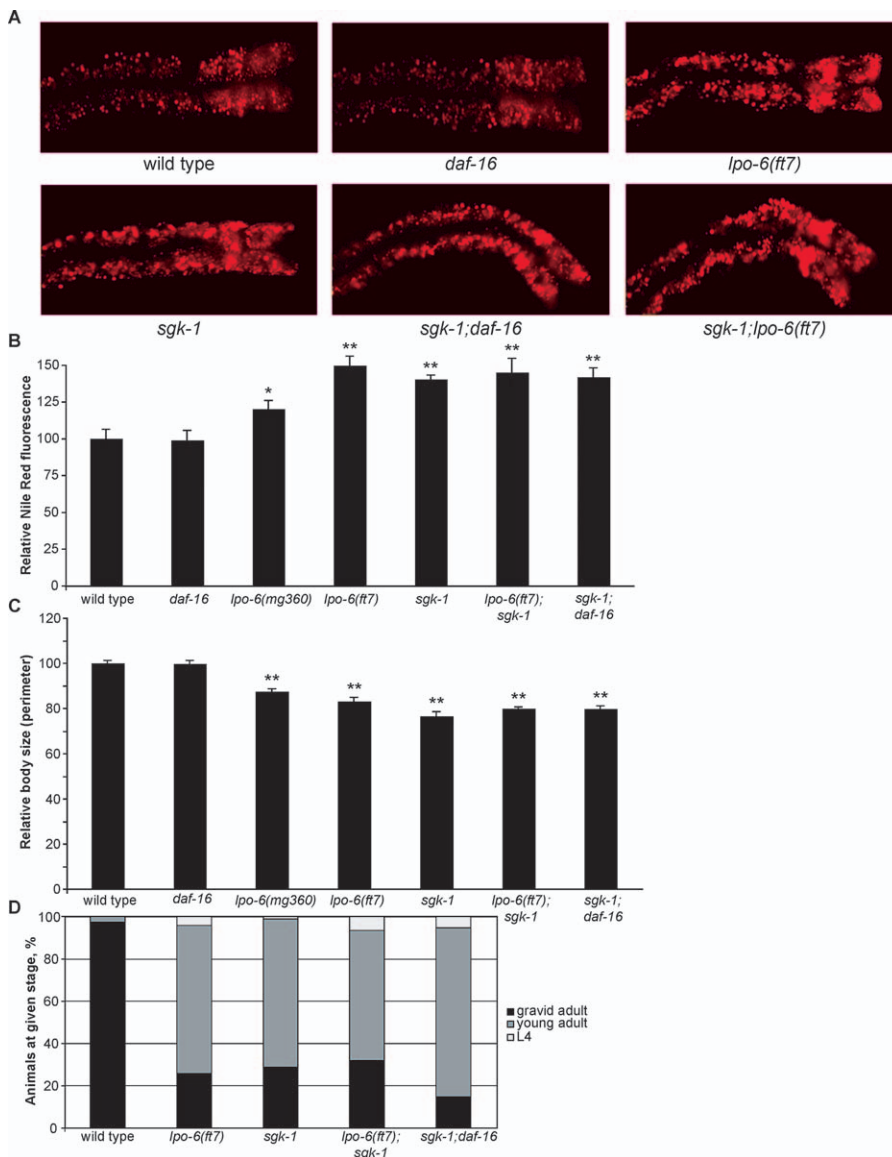 A
wild type
daf-16
lpo-6(ft7)
sgk-1
sgk-1;daf-16
sgk-1;lpo-6(ft7)
B
Relative Nile Red fluorescence
150
125
100
75
50
25
0
*
**
**
**
**
wild type
daf-16
lpo-6(mg360)
lpo-6(ft7)
sgk-1
lpo-6(ft7);
sgk-1
sgk-1;
daf-16
C
Relative body size (perimeter)
120
100
80
60
40
20
0
**
**
**
**
**
wild type
daf-16
lpo-6(mg360)
lpo-6(ft7)
sgk-1
lpo-6(ft7);
sgk-1
sgk-1;
daf-16
D
Animals at given stage, %
100
80
60
40
20
0
gravid adult
young adult
L4
wild type
lpo-6(ft7)
sgk-1
lpo-6(ft7);
sgk-1
sgk-1;daf-16